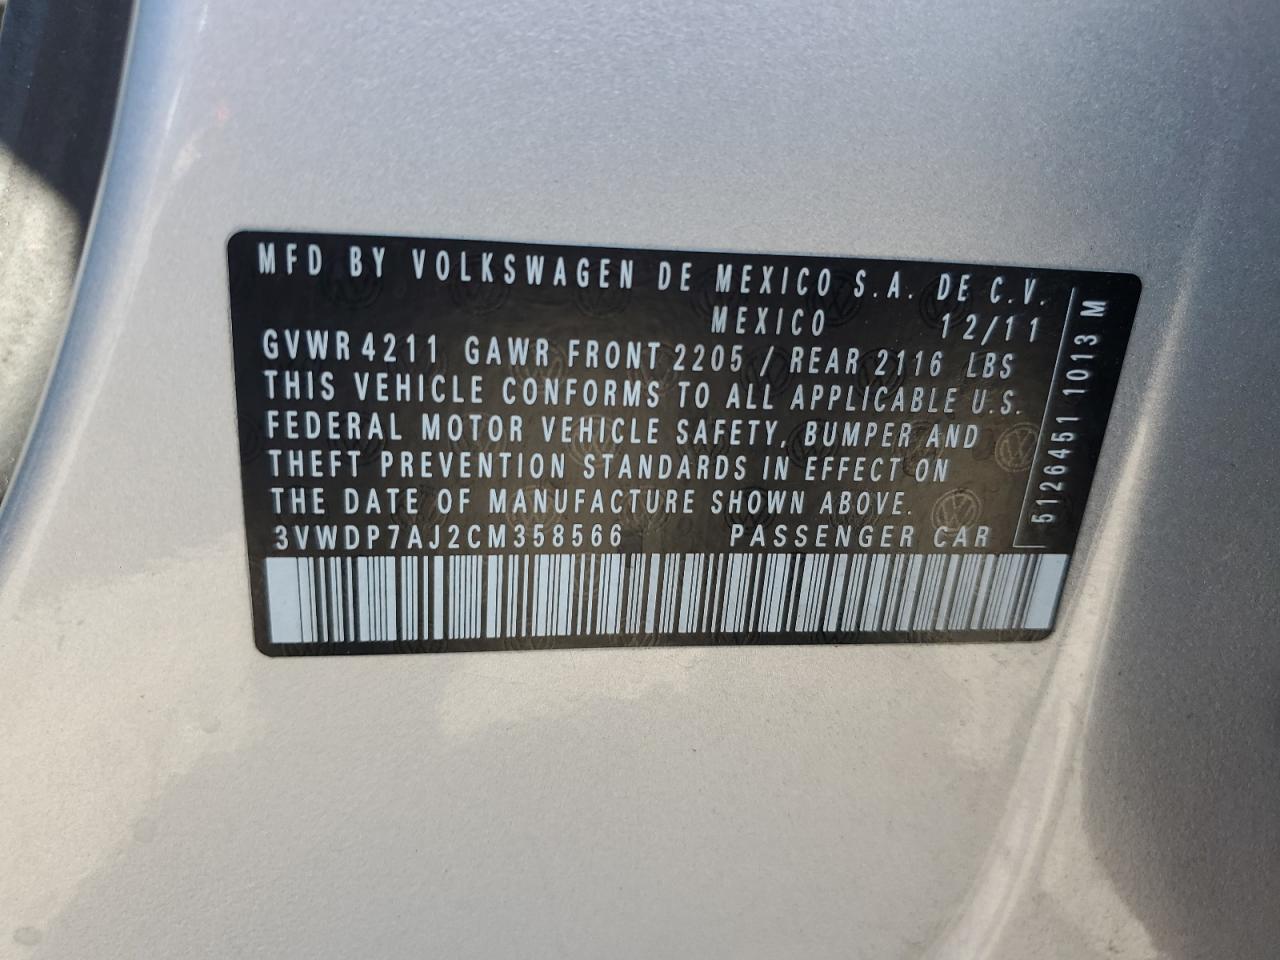 MFD BY VOLKSWAGEN DE MEXICO S.A. DE C.V.
MEXICO 12/11
GVWR 4211 GAWR FRONT 2205 / REAR 2116 LBS
THIS VEHICLE CONFORMS TO ALL APPLICABLE U.S.
FEDERAL MOTOR VEHICLE SAFETY, BUMPER AND
THEFT PREVENTION STANDARDS IN EFFECT ON
THE DATE OF MANUFACTURE SHOWN ABOVE.
3VWDP7AJ2CM358566 PASSENGER CAR
5126451 1013 M